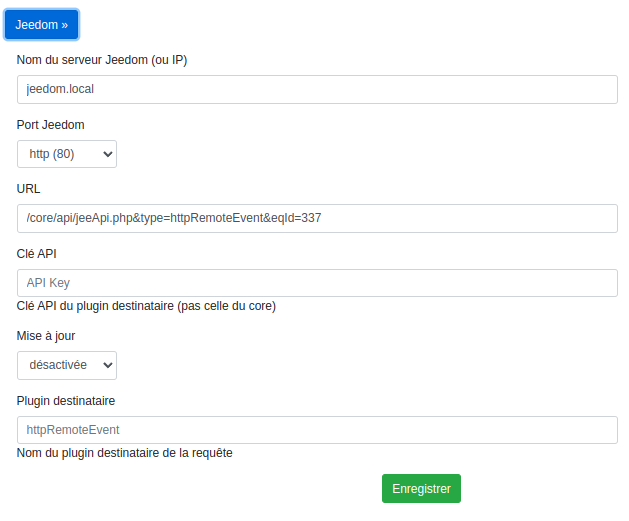 Jeedom »
Nom du serveur Jeedom (ou IP)
jeedom.local
Port Jeedom
http (80)
URL
/core/api/jeeApi.php&type=httpRemoteEvent&eqId=337
Clé API
API Key
Clé API du plugin destinataire (pas celle du core)
Mise à jour
désactivée
Plugin destinataire
httpRemoteEvent
Nom du plugin destinataire de la requête
Enregistrer